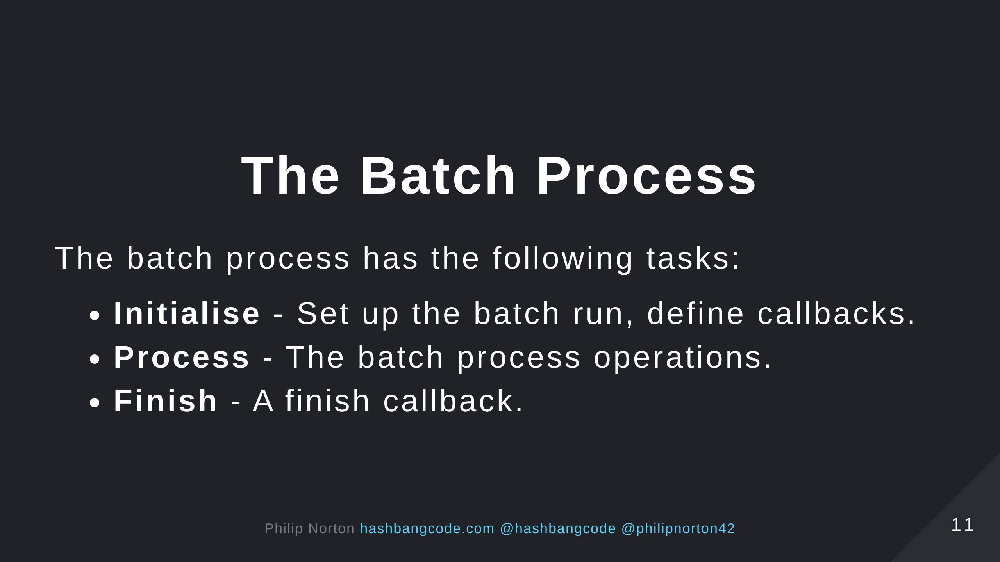 The Batch Process
The batch process has the following tasks:
• Initialise - Set up the batch run, define callbacks.
• Process - The batch process operations.
• Finish - A finish callback.
Philip Norton hashbangcode.com @hashbangcode @philipnorton42
11